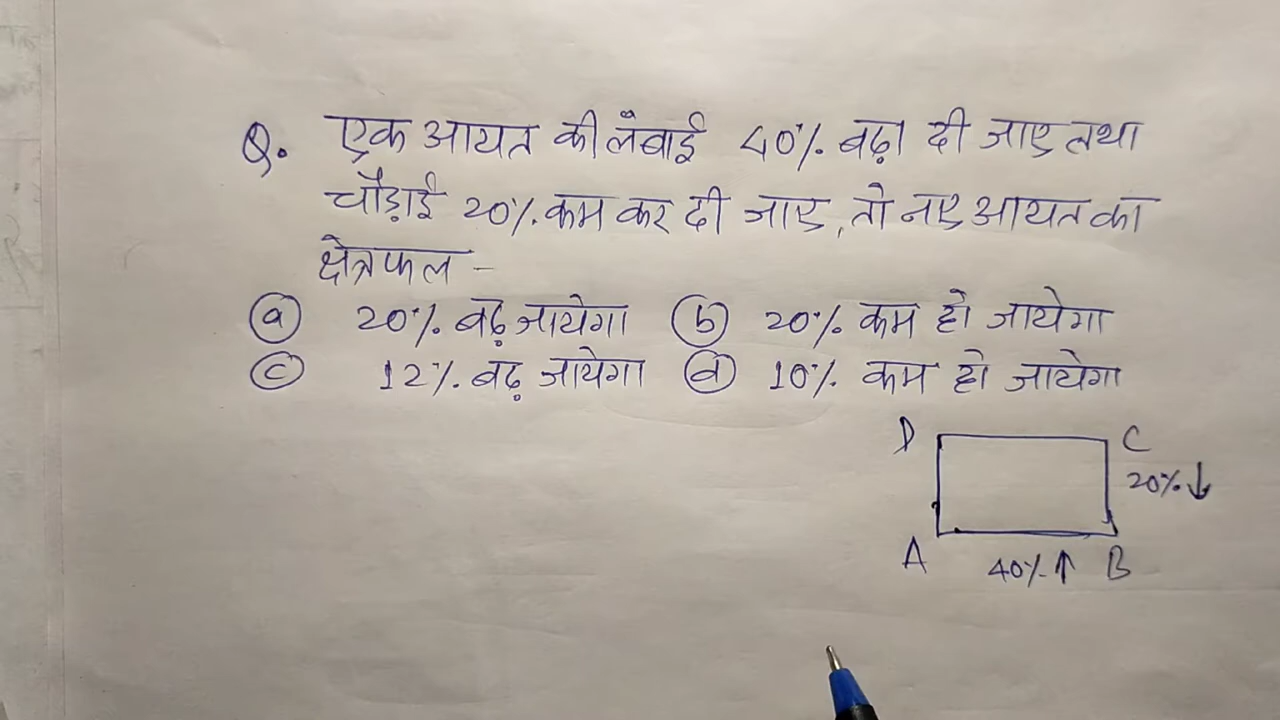 Q. एक आयत की लंबाई 40% बढ़ा दी जाए तथा
चौड़ाई 20% कम कर दी जाए, तो नए आयत का
क्षेत्रफल -
(a) 20% बढ़ जायेगा (b) 20% कम हो जायेगा
(c) 12% बढ़ जायेगा (d) 10% कम हो जायेगा
D C
20% ↓
A 40% ↑ B